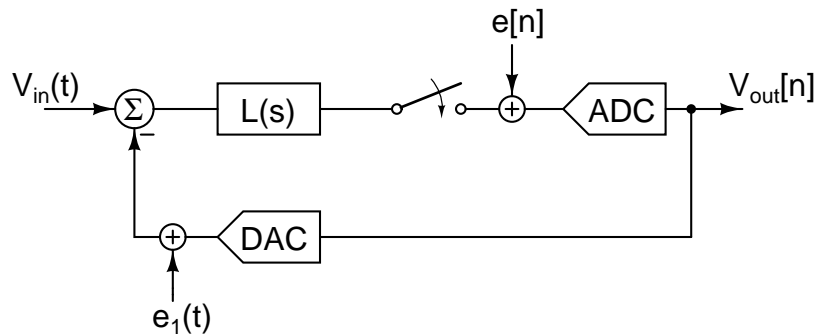 e[n]
V_in(t)
Σ
L(s)
+
ADC
V_out[n]
−
+
DAC
e_1(t)